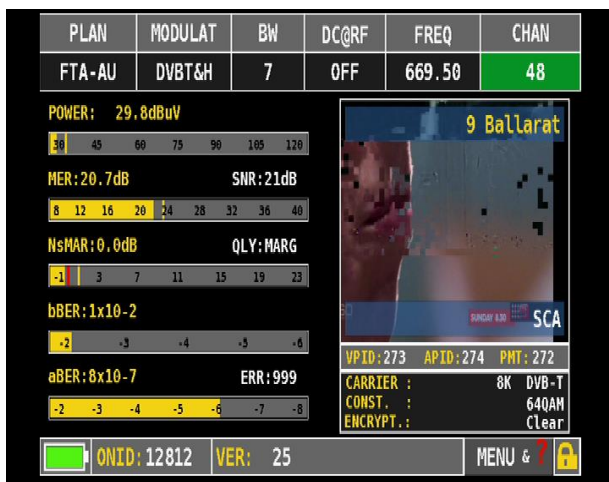 PLAN MODULAT BW DC@RF FREQ CHAN
FTA-AU DVBT&H 7 OFF 669.50 48
POWER: 29.8dBuV
30 45 60 75 90 105 120
MER:20.7dB SNR:21dB
8 12 16 20 24 28 32 36 40
NsMAR:0.0dB QLY:MARG
-1 3 7 11 15 19 23
bBER:1x10-2
-2 -3 -4 -5 -6
aBER:8x10-7 ERR:999
-2 -3 -4 -5 -6 -7 -8
9 Ballarat
SUNDAY 8.30
SCA
VPID:273 APID:274 PMT:272
CARRIER : 8K DVB-T
CONST. : 64QAM
ENCRYPT.: Clear
ONID:12812 VER: 25 MENU & ?